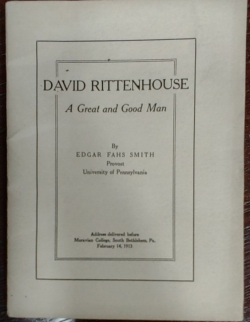 DAVID RITTENHOUSE
A Great and Good Man
By
EDGAR FAHS SMITH
Provost
University of Pennsylvania
Address delivered before
Moravian College, South Bethlehem, Pa.
February 14, 1912